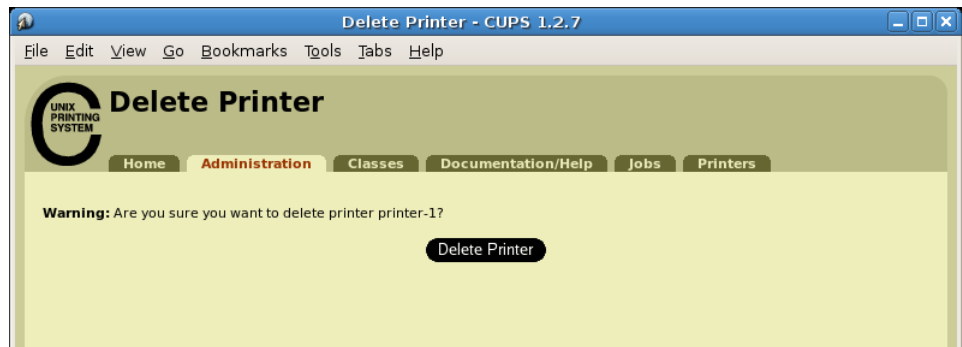 Delete Printer - CUPS 1.2.7
File Edit View Go Bookmarks Tools Tabs Help
UNIX
PRINTING
SYSTEM
Delete Printer
Home Administration Classes Documentation/Help Jobs Printers
Warning: Are you sure you want to delete printer printer-1?
Delete Printer